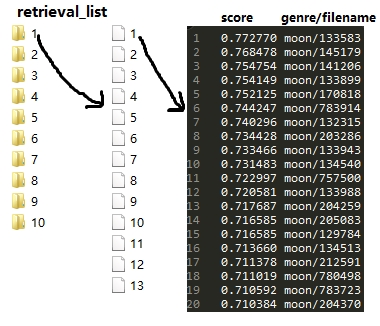 retrieval_list
1
2
3
4
5
6
7
8
9
10
1
2
3
4
5
6
7
8
9
10
11
12
13
score genre/filename
1 0.772770 moon/133583
2 0.768478 moon/145179
3 0.754754 moon/141206
4 0.754149 moon/133899
5 0.752125 moon/170818
6 0.744247 moon/783914
7 0.740296 moon/132315
8 0.734428 moon/203286
9 0.733466 moon/133943
10 0.731483 moon/134540
11 0.722997 moon/757500
12 0.720581 moon/133988
13 0.717687 moon/204259
14 0.716585 moon/205083
15 0.716585 moon/129784
16 0.713660 moon/134513
17 0.711378 moon/212591
18 0.711019 moon/780498
19 0.710592 moon/783723
20 0.710384 moon/204370